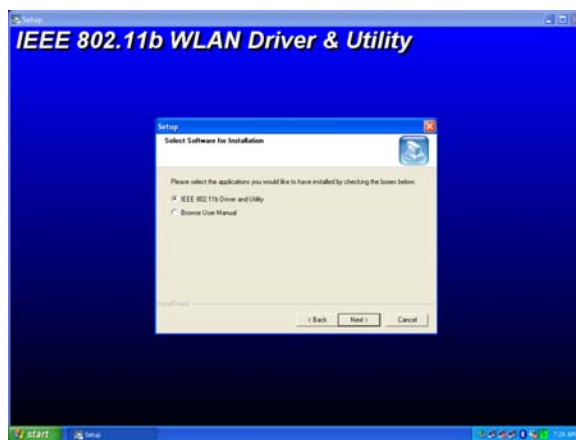 Setup
IEEE 802.11b WLAN Driver & Utility
Setup
Select Software for Installation
Please select the applications you would like to have installed by checking the boxes below
IEEE 802.11b Driver and Utility
Browse User Manual
InstallShield
< Back
Next >
Cancel
start
Setup